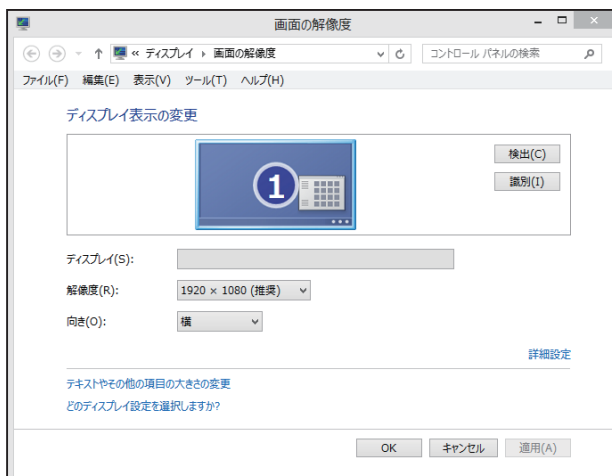 画面の解像度
« ディスプレイ ▸ 画面の解像度
コントロール パネルの検索
ファイル(F) 編集(E) 表示(V) ツール(T) ヘルプ(H)
ディスプレイ表示の変更
1
検出(C)
識別(I)
ディスプレイ(S):
解像度(R): 1920 × 1080 (推奨)
向き(O): 横
詳細設定
テキストやその他の項目の大きさの変更
どのディスプレイ設定を選択しますか?
OK キャンセル 適用(A)